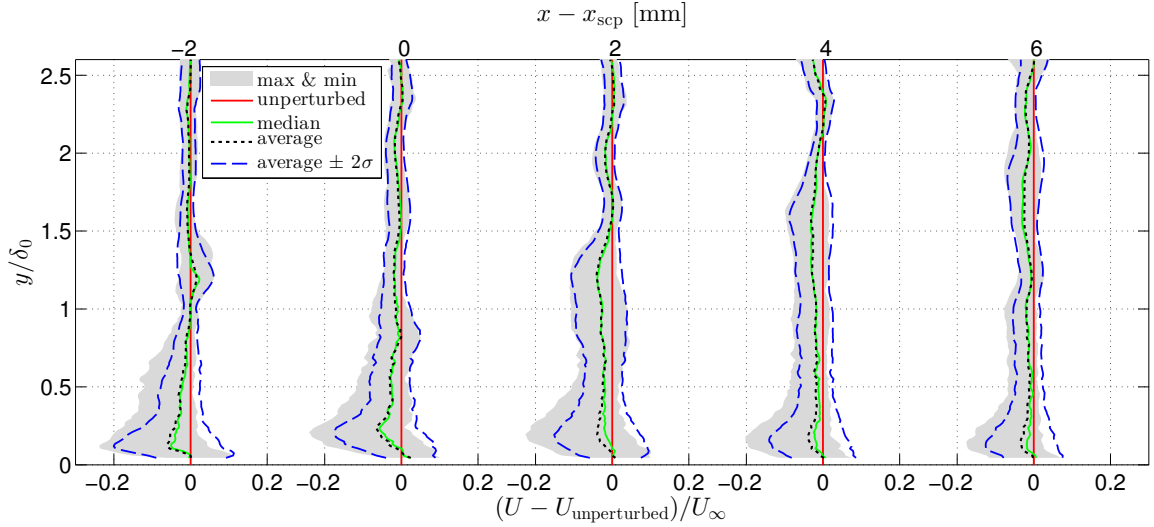 x − x_scp [mm]
−2 0 2 4 6
2.5
2
1.5
1
0.5
0
y/δ₀
max & min
unperturbed
median
average
average ± 2σ
−0.2 0 0.2 −0.2 0 0.2 −0.2 0 0.2 −0.2 0 0.2 −0.2 0 0.2
(U − U_unperturbed)/U_∞